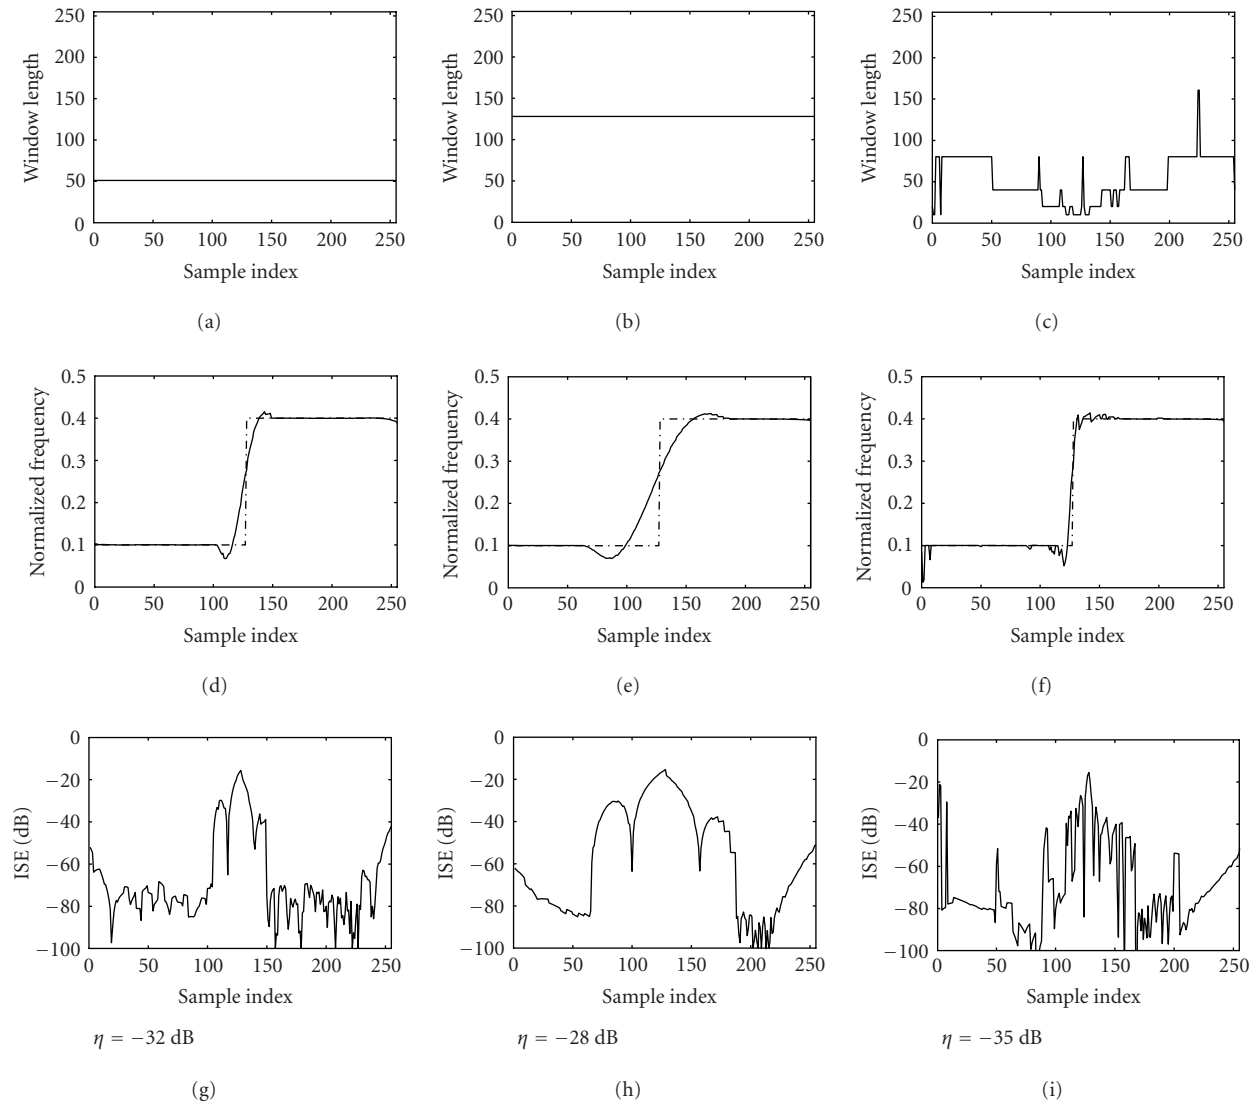 250
200
150
100
50
0
Window length
0 50 100 150 200 250
Sample index
(a)
250
200
150
100
50
0
Window length
0 50 100 150 200 250
Sample index
(b)
250
200
150
100
50
0
Window length
0 50 100 150 200 250
Sample index
(c)
0.5
0.4
0.3
0.2
0.1
0
Normalized frequency
0 50 100 150 200 250
Sample index
(d)
0.5
0.4
0.3
0.2
0.1
0
Normalized frequency
0 50 100 150 200 250
Sample index
(e)
0.5
0.4
0.3
0.2
0.1
0
Normalized frequency
0 50 100 150 200 250
Sample index
(f)
0
−20
−40
−60
−80
−100
ISE (dB)
0 50 100 150 200 250
Sample index
η = −32 dB
(g)
0
−20
−40
−60
−80
−100
ISE (dB)
0 50 100 150 200 250
Sample index
η = −28 dB
(h)
0
−20
−40
−60
−80
−100
ISE (dB)
0 50 100 150 200 250
Sample index
η = −35 dB
(i)